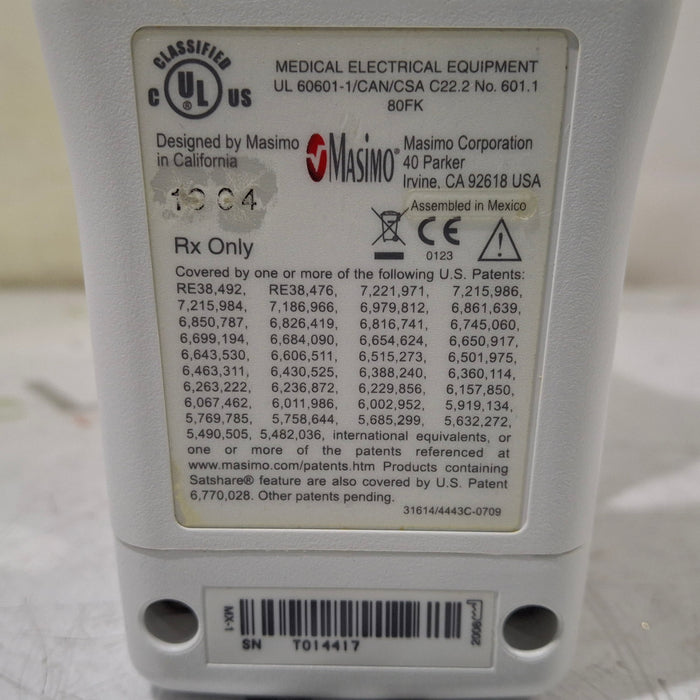 CLASSIFIED
C UL ® US
MEDICAL ELECTRICAL EQUIPMENT
UL 60601-1/CAN/CSA C22.2 No. 601.1
80FK
Designed by Masimo
in California
Masimo®
Masimo Corporation
40 Parker
Irvine, CA 92618 USA
Assembled in Mexico
Rx Only
CE
0123
Covered by one or more of the following U.S. Patents:
RE38,492, RE38,476, 7,221,971, 7,215,986,
7,215,984, 7,186,966, 6,979,812, 6,861,639,
6,850,787, 6,826,419, 6,816,741, 6,745,060,
6,699,194, 6,684,090, 6,654,624, 6,650,917,
6,643,530, 6,606,511, 6,515,273, 6,501,975,
6,463,311, 6,430,525, 6,388,240, 6,360,114,
6,263,222, 6,236,872, 6,229,856, 6,157,850,
6,067,462, 6,011,986, 6,002,952, 5,919,134,
5,769,785, 5,758,644, 5,685,299, 5,632,272,
5,490,505, 5,482,036, international equivalents, or
one or more of the patents referenced at
www.masimo.com/patents.htm Products containing
Satshare® feature are also covered by U.S. Patent
6,770,028. Other patents pending.
31614/4443C-0709
MX-1
SN T014417
2006